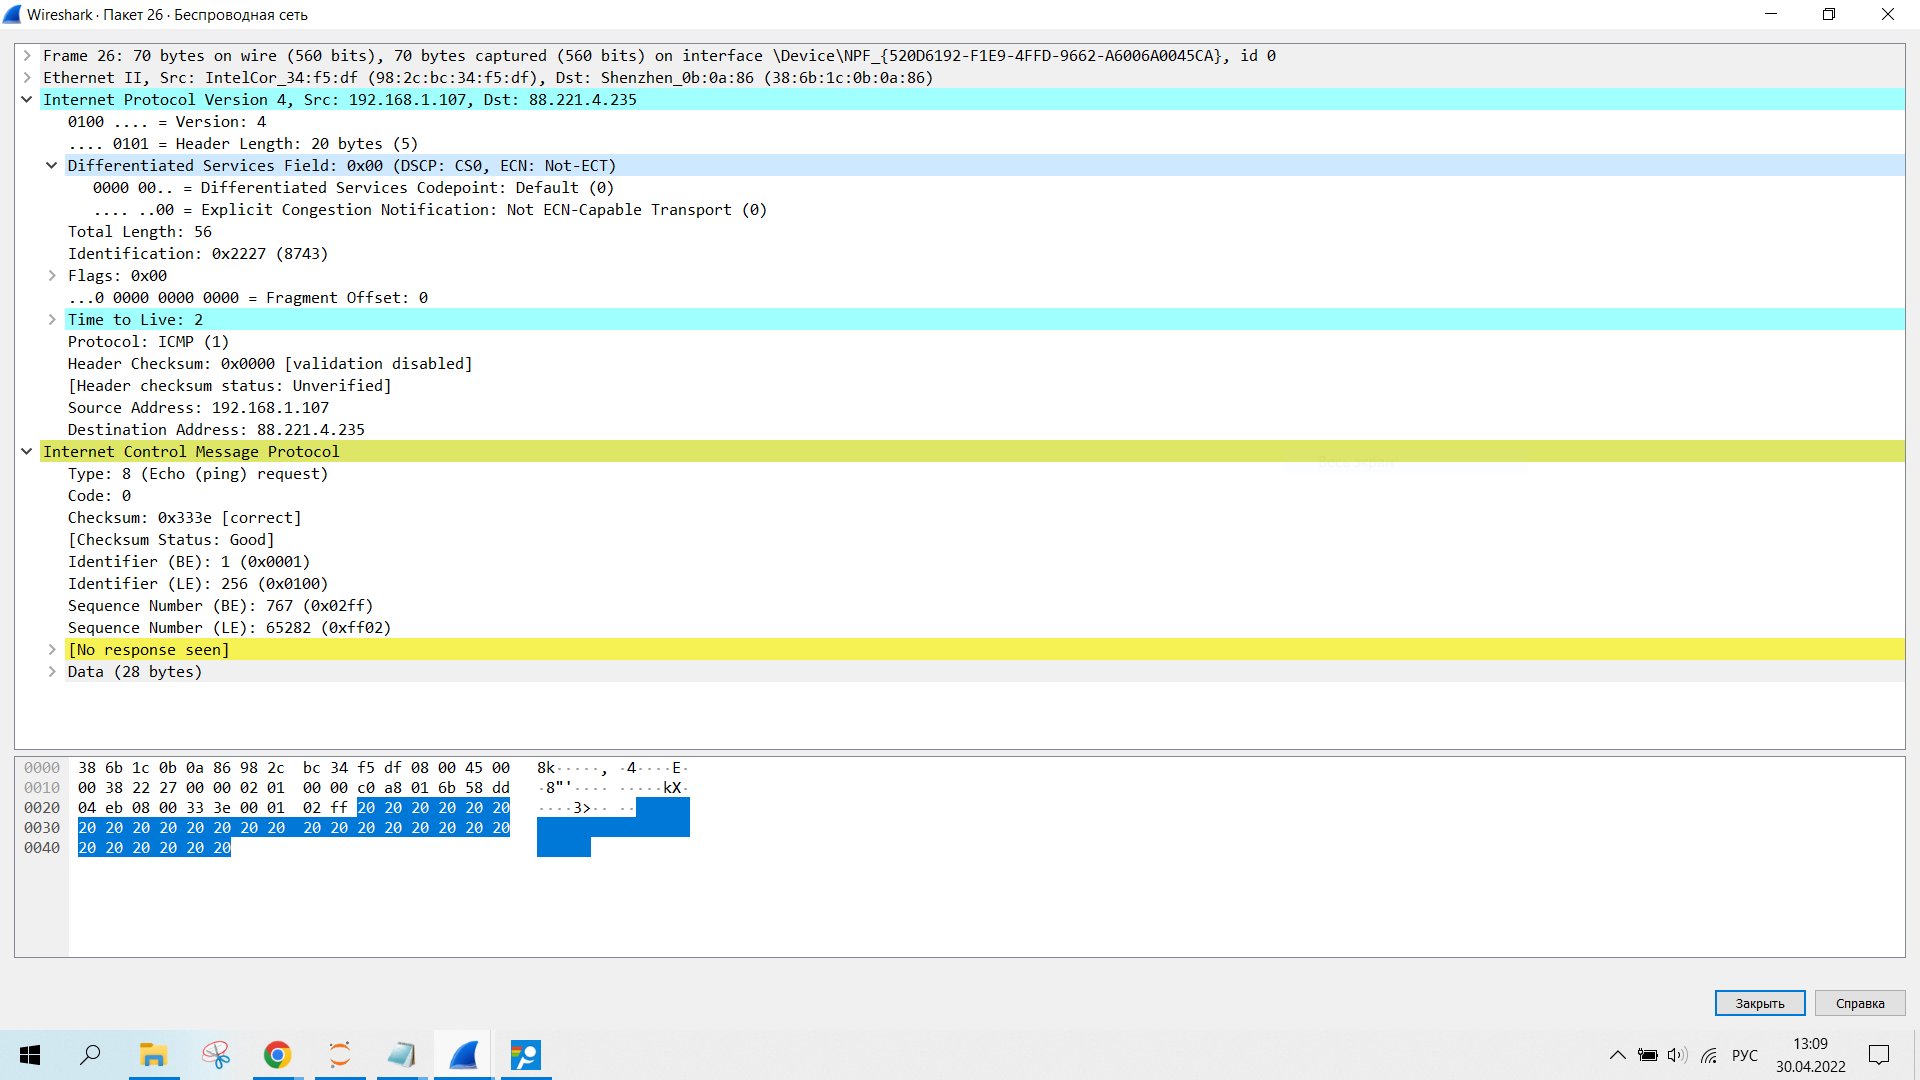 Wireshark · Пакет 26 · Беспроводная сеть
Frame 26: 70 bytes on wire (560 bits), 70 bytes captured (560 bits) on interface \Device\NPF_{520D6192-F1E9-4FFD-9662-A6006A0045CA}, id 0
Ethernet II, Src: IntelCor_34:f5:df (98:2c:bc:34:f5:df), Dst: Shenzhen_0b:0a:86 (38:6b:1c:0b:0a:86)
Internet Protocol Version 4, Src: 192.168.1.107, Dst: 88.221.4.235
0100 .... = Version: 4
.... 0101 = Header Length: 20 bytes (5)
Differentiated Services Field: 0x00 (DSCP: CS0, ECN: Not-ECT)
0000 00.. = Differentiated Services Codepoint: Default (0)
.... ..00 = Explicit Congestion Notification: Not ECN-Capable Transport (0)
Total Length: 56
Identification: 0x2227 (8743)
Flags: 0x00
...0 0000 0000 0000 = Fragment Offset: 0
Time to Live: 2
Protocol: ICMP (1)
Header Checksum: 0x0000 [validation disabled]
[Header checksum status: Unverified]
Source Address: 192.168.1.107
Destination Address: 88.221.4.235
Internet Control Message Protocol
Type: 8 (Echo (ping) request)
Code: 0
Checksum: 0x333e [correct]
[Checksum Status: Good]
Identifier (BE): 1 (0x0001)
Identifier (LE): 256 (0x0100)
Sequence Number (BE): 767 (0x02ff)
Sequence Number (LE): 65282 (0xff02)
[No response seen]
Data (28 bytes)
0000 38 6b 1c 0b 0a 86 98 2c bc 34 f5 df 08 00 45 00 8k·····, ·4····E·
0010 00 38 22 27 00 00 02 01 00 00 c0 a8 01 6b 58 dd ·8"'···· ·····kX·
0020 04 eb 08 00 33 3e 00 01 02 ff 20 20 20 20 20 20 ····3>·· ··
0030 20 20 20 20 20 20 20 20 20 20 20 20 20 20 20 20
0040 20 20 20 20 20 20
Закрыть
Справка
РУС
13:09
30.04.2022